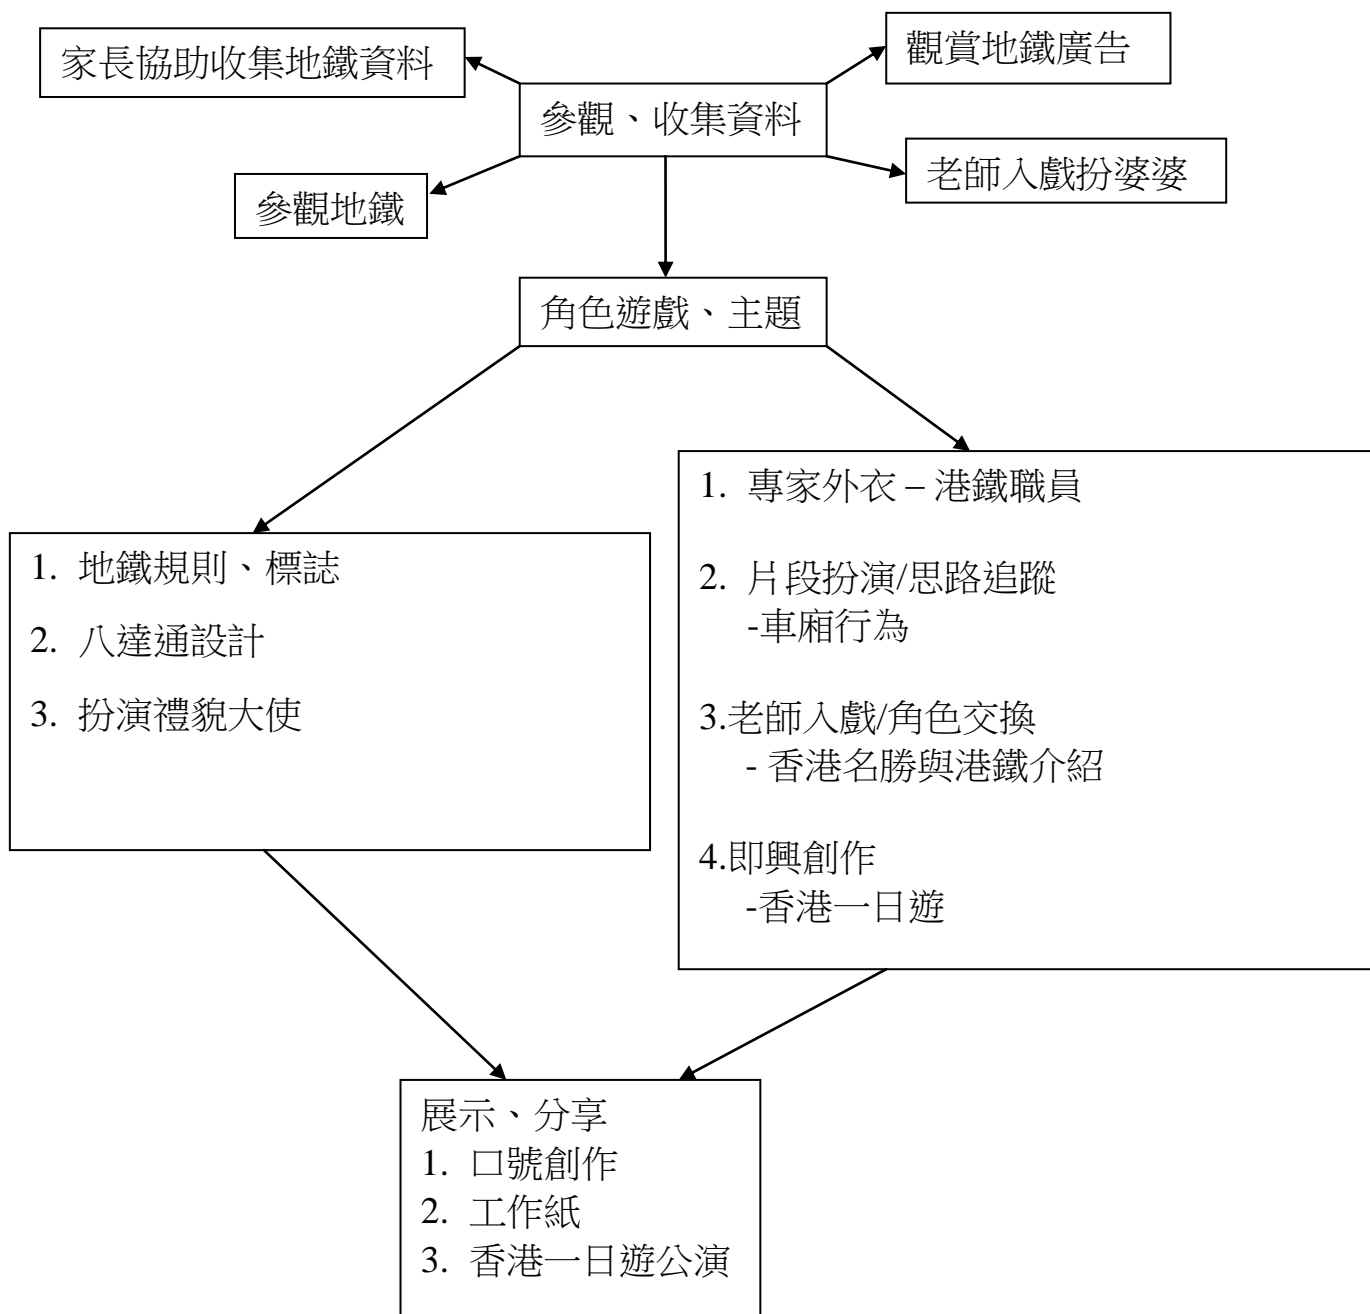 家長協助收集地鐵資料
觀賞地鐵廣告
參觀、收集資料
老師入戲扮婆婆
參觀地鐵
角色遊戲、主題
1. 地鐵規則、標誌
2. 八達通設計
3. 扮演禮貌大使
1. 專家外衣 – 港鐵職員
2. 片段扮演/思路追蹤
-車廂行為
3.老師入戲/角色交換
- 香港名勝與港鐵介紹
4.即興創作
-香港一日遊
展示、分享
1. 口號創作
2. 工作紙
3. 香港一日遊公演